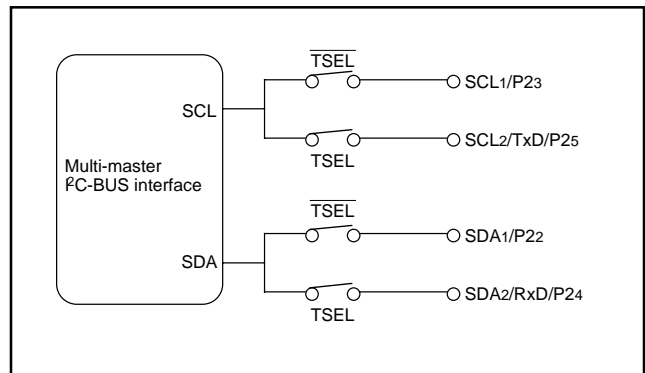 TSEL
SCL1/P23
SCL
SCL2/TxD/P25
TSEL
Multi-master
I²C-BUS interface
TSEL
SDA1/P22
SDA
SDA2/RxD/P24
TSEL